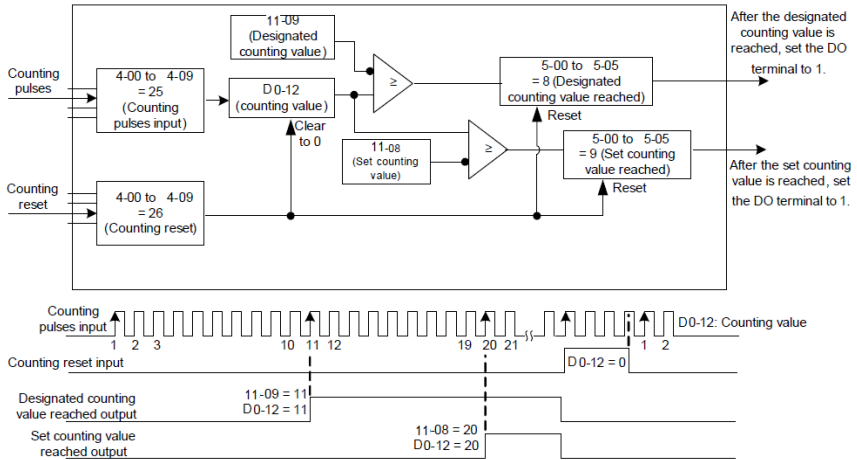 11-09
(Designated
counting value)
After the designated
counting value is
reached, set the DO
terminal to 1.
Counting
pulses
4-00 to 4-09
= 25
(Counting
pulses input)
D0-12
(counting value)
≥
5-00 to 5-05
= 8 (Designated
counting value reached)
Clear
to 0
Reset
11-08
(Set counting
value)
≥
5-00 to 5-05
= 9 (Set counting
value reached)
Reset
After the set counting
value is reached, set
the DO terminal to 1.
Counting
reset
4-00 to 4-09
= 26
(Counting reset)
Counting
pulses input
D0-12: Counting value
1 2 3 10 11 12 19 20 21 1 2
Counting reset input
D0-12 = 0
Designated counting
value reached output
11-09 = 11
D0-12 = 11
Set counting value
reached output
11-08 = 20
D0-12 = 20